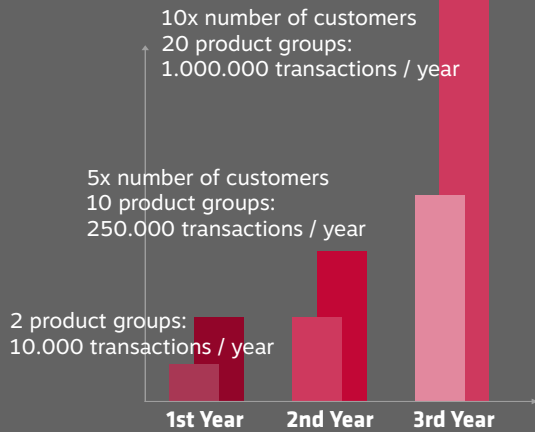 10x number of customers
20 product groups:
1.000.000 transactions / year
5x number of customers
10 product groups:
250.000 transactions / year
2 product groups:
10.000 transactions / year
1st Year 2nd Year 3rd Year